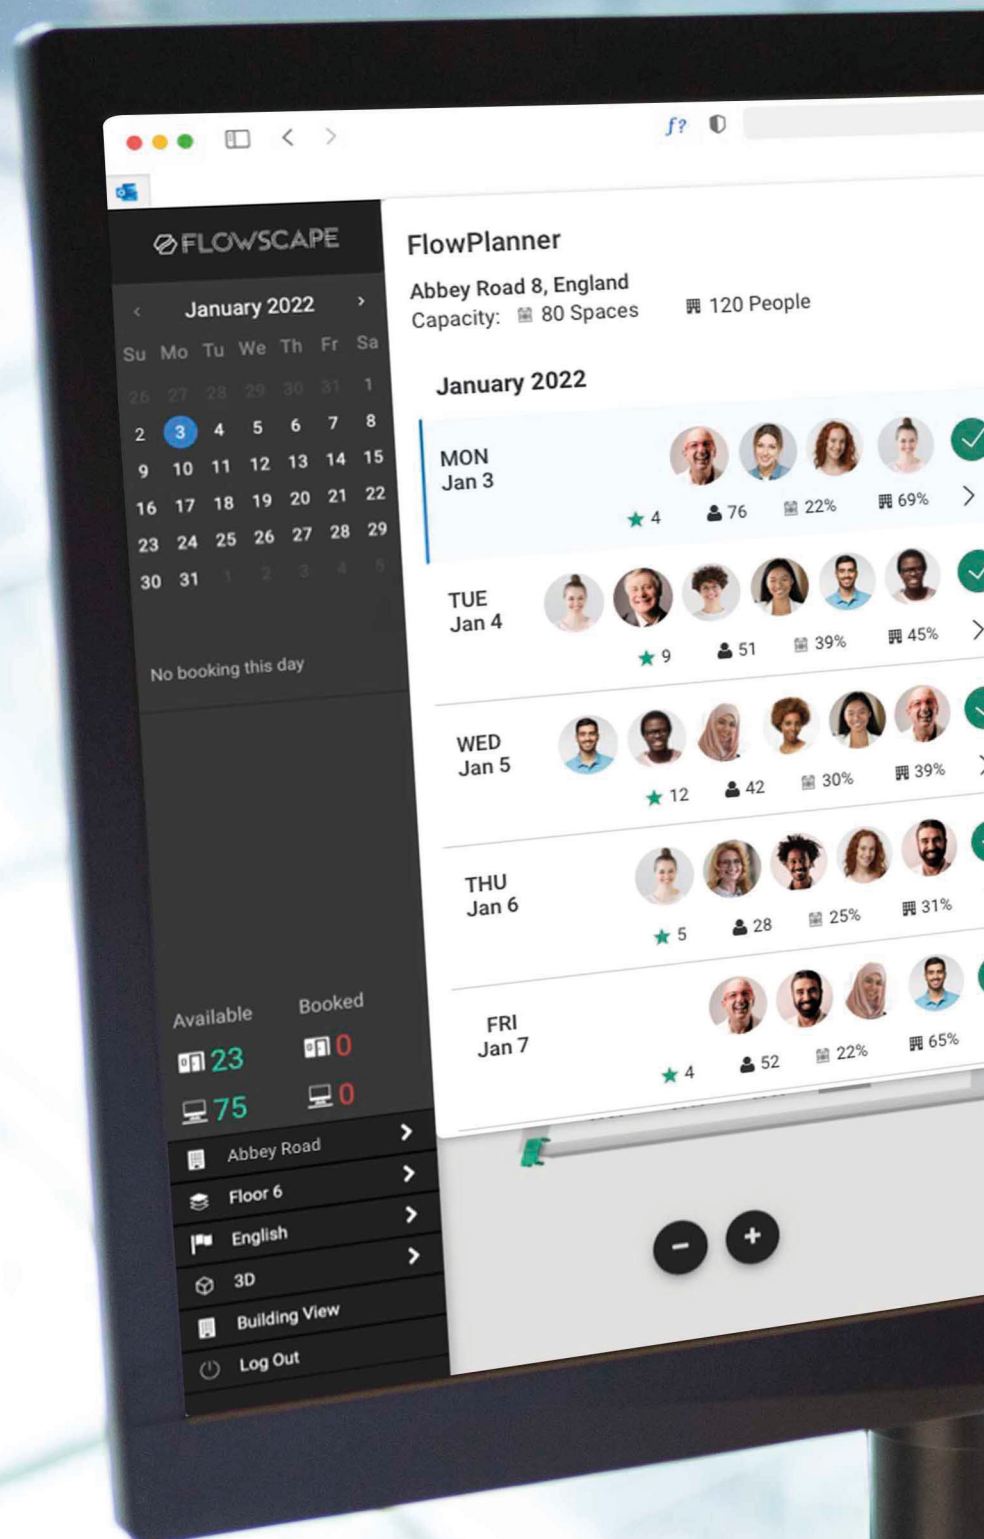 f?
FLOWSCAPE
January 2022
Su Mo Tu We Th Fr Sa
26 27 28 29 30 31 1
2 3 4 5 6 7 8
9 10 11 12 13 14 15
16 17 18 19 20 21 22
23 24 25 26 27 28 29
30 31 1 2 3 4 5
No booking this day
Available Booked
23 0
75 0
Abbey Road
Floor 6
English
3D
Building View
Log Out
FlowPlanner
Abbey Road 8, England
Capacity: 80 Spaces 120 People
January 2022
MON
Jan 3
4 76 22% 69%
TUE
Jan 4
9 51 39% 45%
WED
Jan 5
12 42 30% 39%
THU
Jan 6
5 28 25% 31%
FRI
Jan 7
4 52 22% 65%